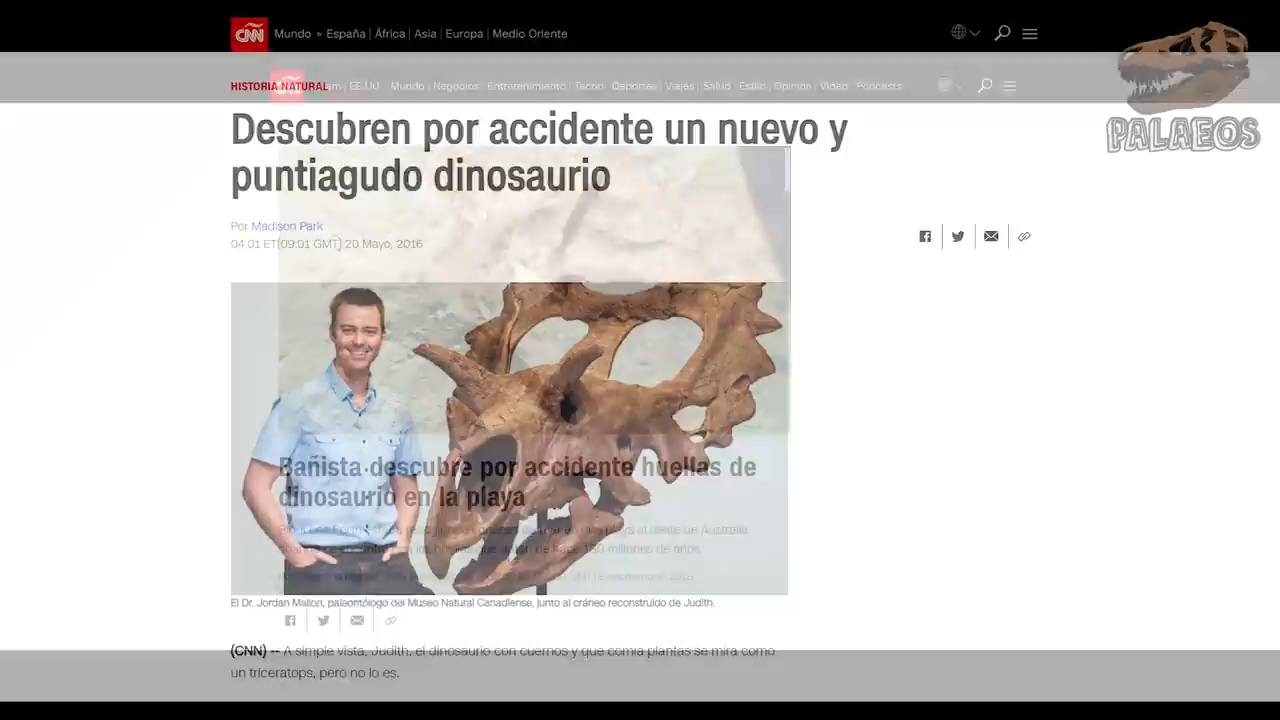 CNN Mundo » España | África | Asia | Europa | Medio Oriente
HISTORIA NATURAL
EE.UU. Mundo Negocios Entretenimiento Tecno Deportes Viajes Salud Estilo Opinión Video Podcasts
PALAEOS
Descubren por accidente un nuevo y
puntiagudo dinosaurio
Por Madison Park
04:01 ET(09:01 GMT) 20 Mayo, 2016
Bañista descubre por accidente huellas de
dinosaurio en la playa
El Dr. Jordan Mallon, paleontólogo del Museo Natural Canadiense, junto al cráneo reconstruido de Judith.
(CNN) -- A simple vista, Judith, el dinosaurio con cuernos y que comía plantas se mira como
un triceratops, pero no lo es.